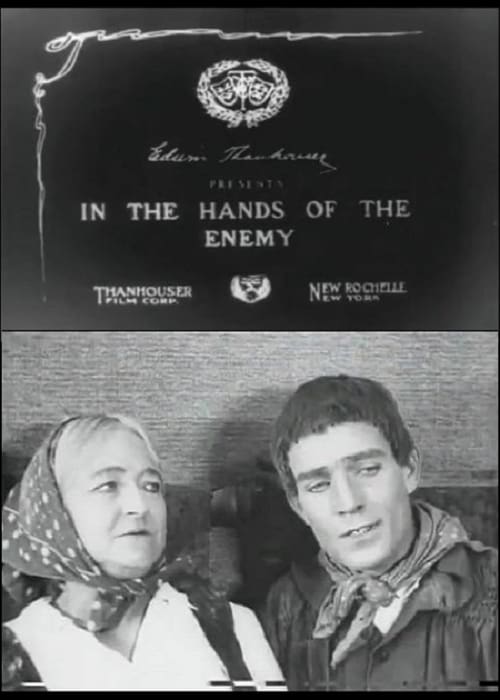 Edwin Thanhouser
PRESENTS
IN THE HANDS OF THE
ENEMY
THANHOUSER
FILM CORP.
NEW ROCHELLE
NEW YORK